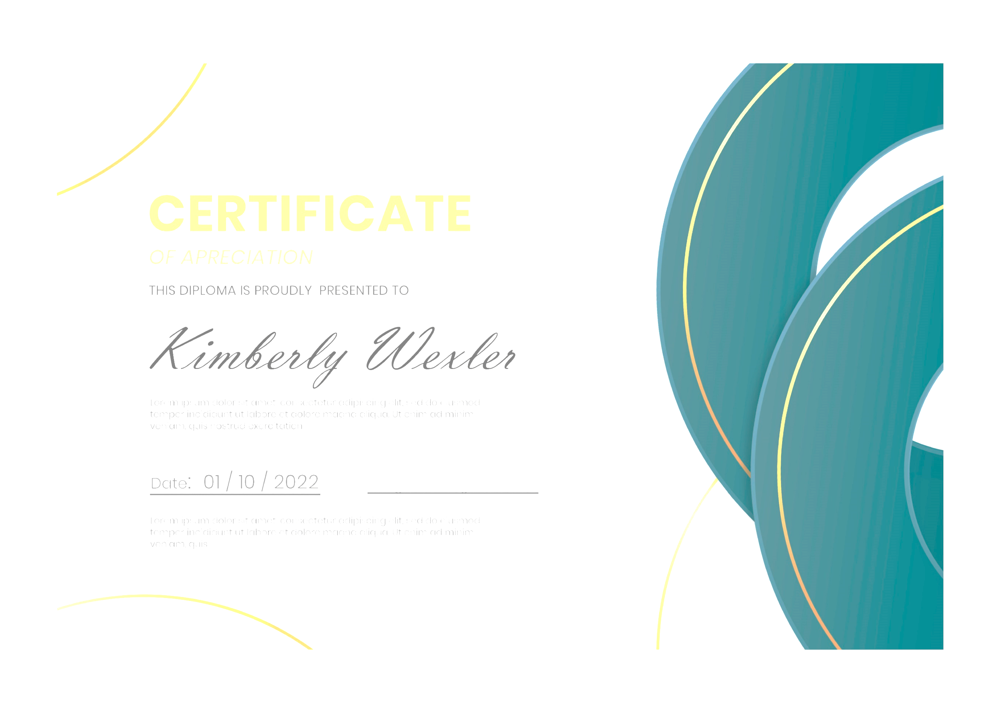 CERTIFICATE
OF APRECIATION
THIS DIPLOMA IS PROUDLY PRESENTED TO
Kimberly Wexler
Lorem ipsum dolor sit amet, consectetur adipiscing elit, sed do eiusmod
tempor incididunt ut labore et dolore magna aliqua. Ut enim ad minim
veniam, quis nostrud exercitation
Date: 01 / 10 / 2022
Lorem ipsum dolor sit amet, consectetur adipiscing elit, sed do eiusmod
tempor incididunt ut labore et dolore magna aliqua. Ut enim ad minim
veniam, quis